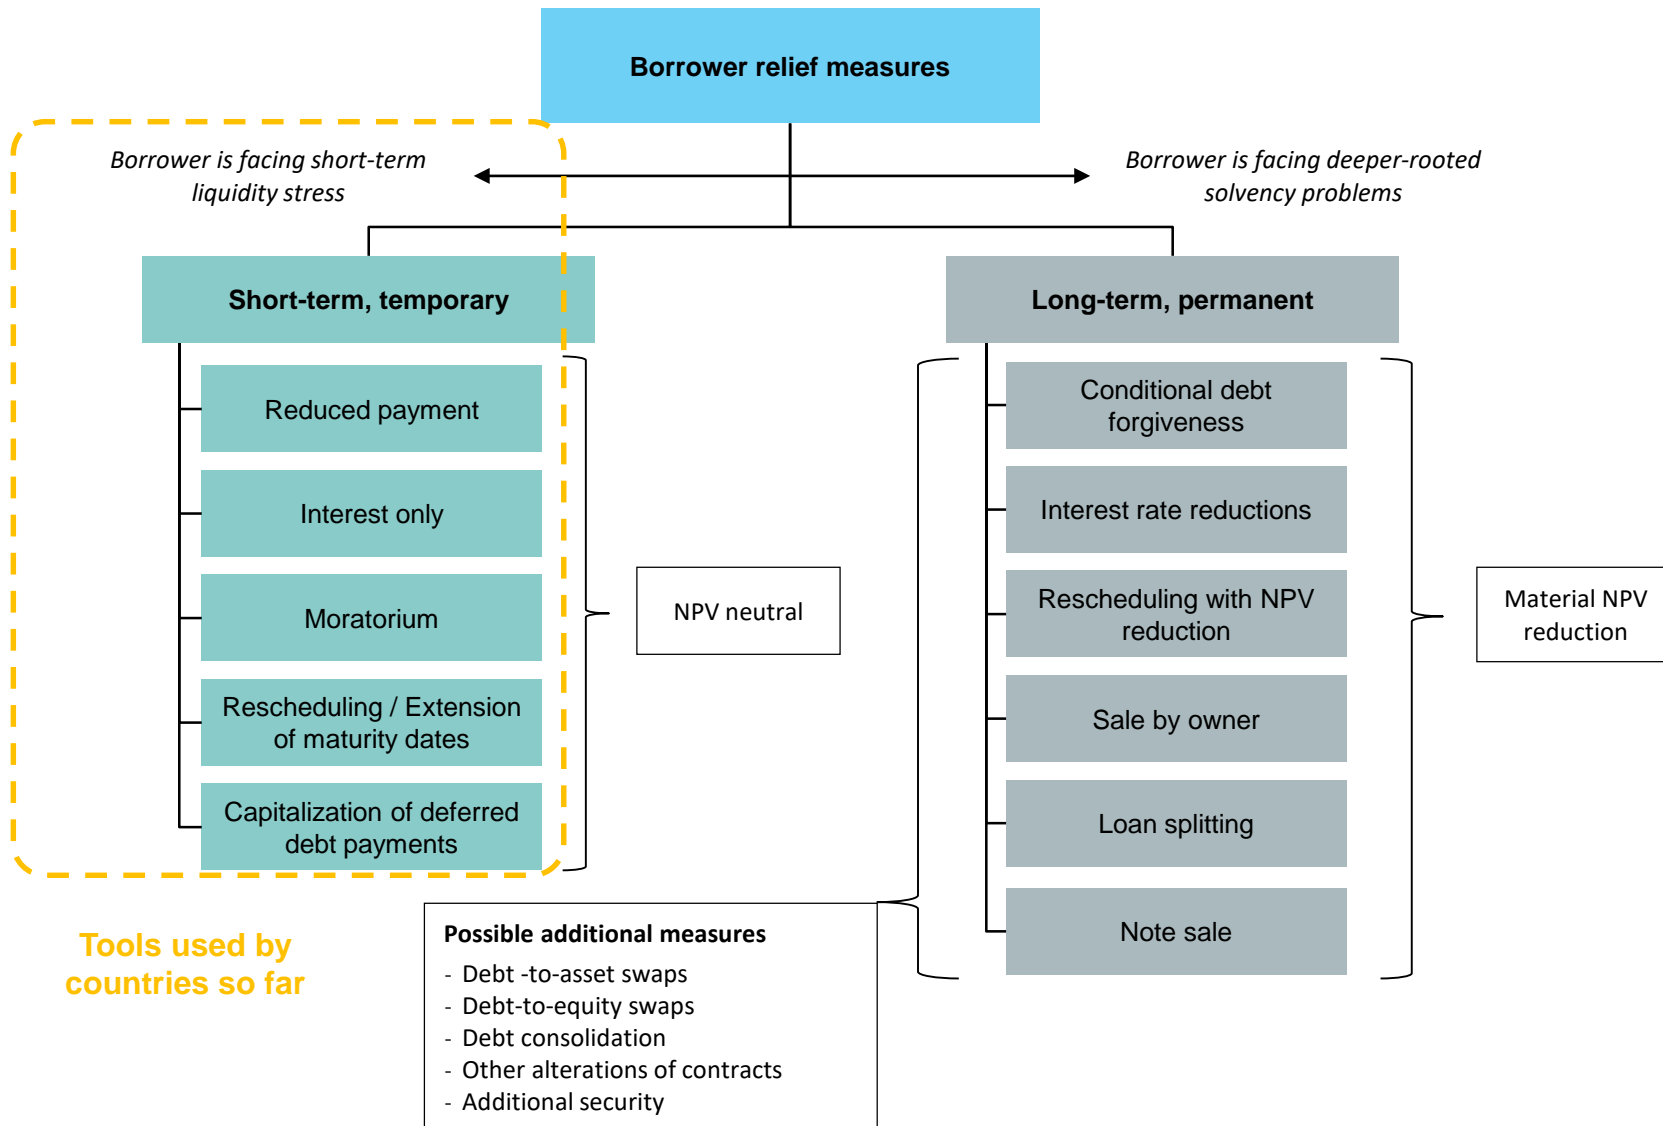 Borrower relief measures
Borrower is facing short-term
liquidity stress
Borrower is facing deeper-rooted
solvency problems
Short-term, temporary
Reduced payment
Interest only
Moratorium
Rescheduling / Extension
of maturity dates
Capitalization of deferred
debt payments
NPV neutral
Long-term, permanent
Conditional debt
forgiveness
Interest rate reductions
Rescheduling with NPV
reduction
Sale by owner
Loan splitting
Note sale
Material NPV
reduction
Tools used by
countries so far
Possible additional measures
- Debt -to-asset swaps
- Debt-to-equity swaps
- Debt consolidation
- Other alterations of contracts
- Additional security